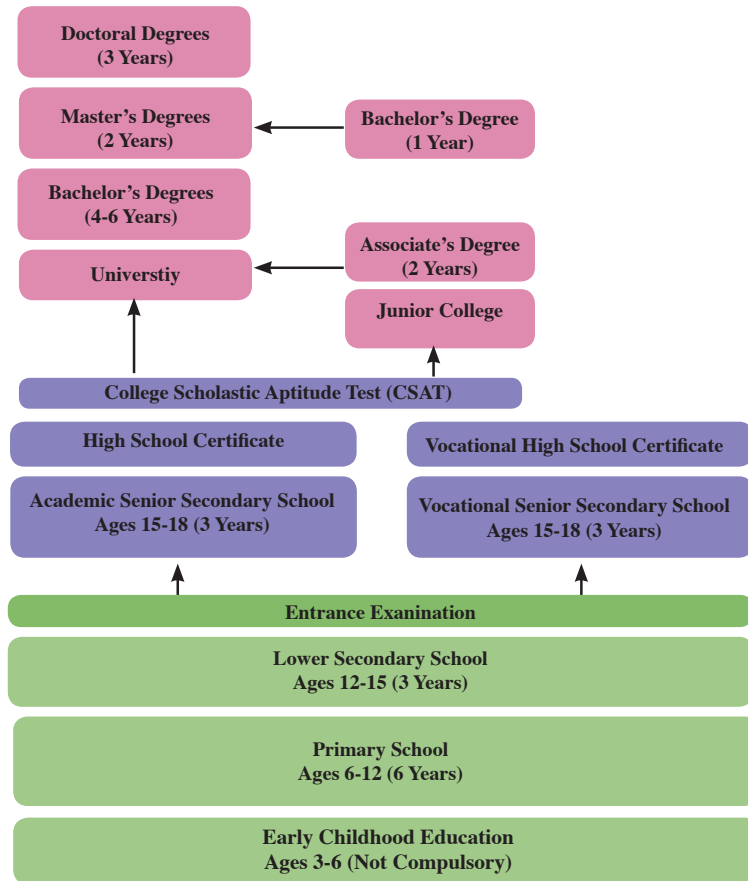 Doctoral Degrees
(3 Years)
Master’s Degrees
(2 Years)
Bachelor’s Degree
(1 Year)
Bachelor’s Degrees
(4-6 Years)
Associate’s Degree
(2 Years)
Universtiy
Junior College
College Scholastic Aptitude Test (CSAT)
High School Certificate
Vocational High School Certificate
Academic Senior Secondary School
Ages 15-18 (3 Years)
Vocational Senior Secondary School
Ages 15-18 (3 Years)
Entrance Examination
Lower Secondary School
Ages 12-15 (3 Years)
Primary School
Ages 6-12 (6 Years)
Early Childhood Education
Ages 3-6 (Not Compulsory)